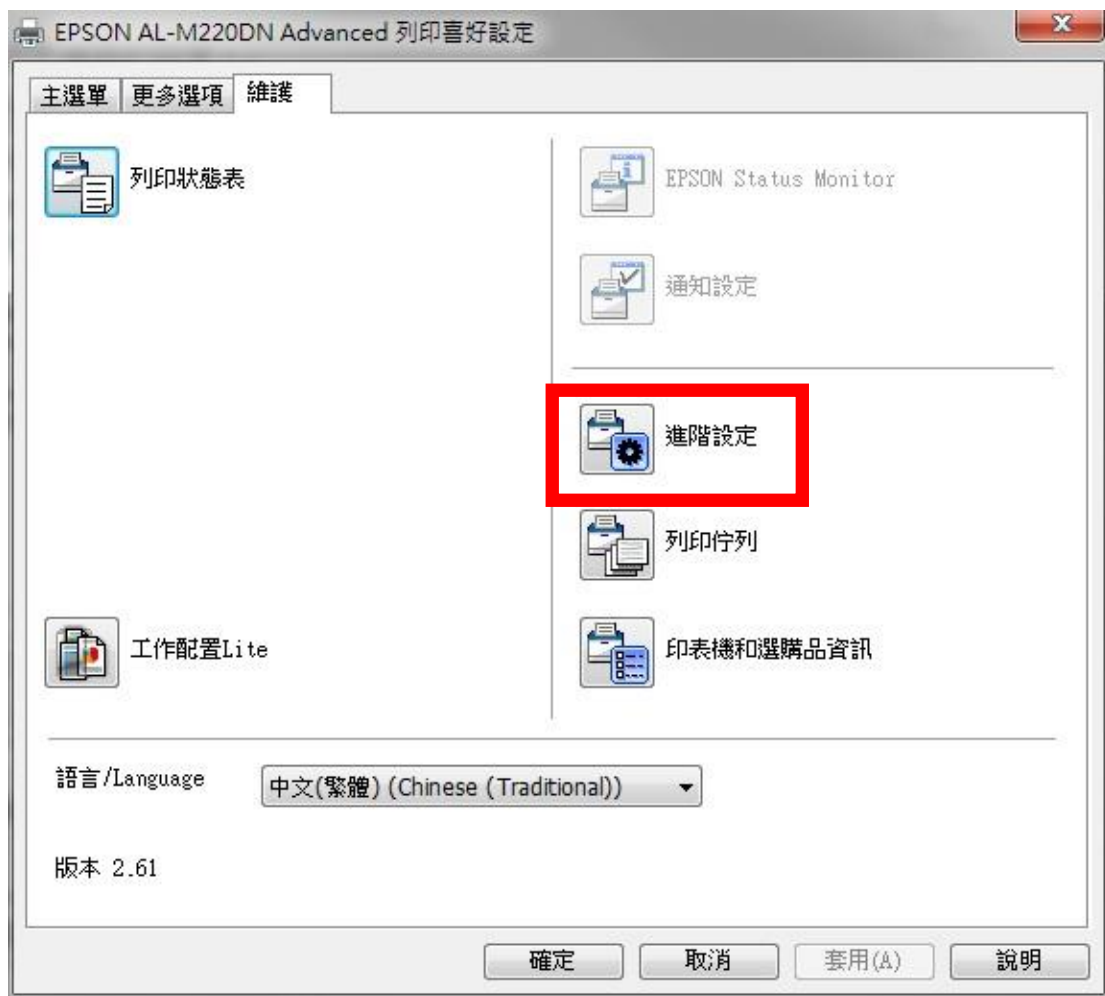 EPSON AL-M220DN Advanced 列印喜好設定
主選單 更多選項 維護
列印狀態表
EPSON Status Monitor
通知設定
進階設定
列印佇列
工作配置Lite
印表機和選購品資訊
語言/Language 中文(繁體) (Chinese (Traditional))
版本 2.61
確定 取消 套用(A) 說明